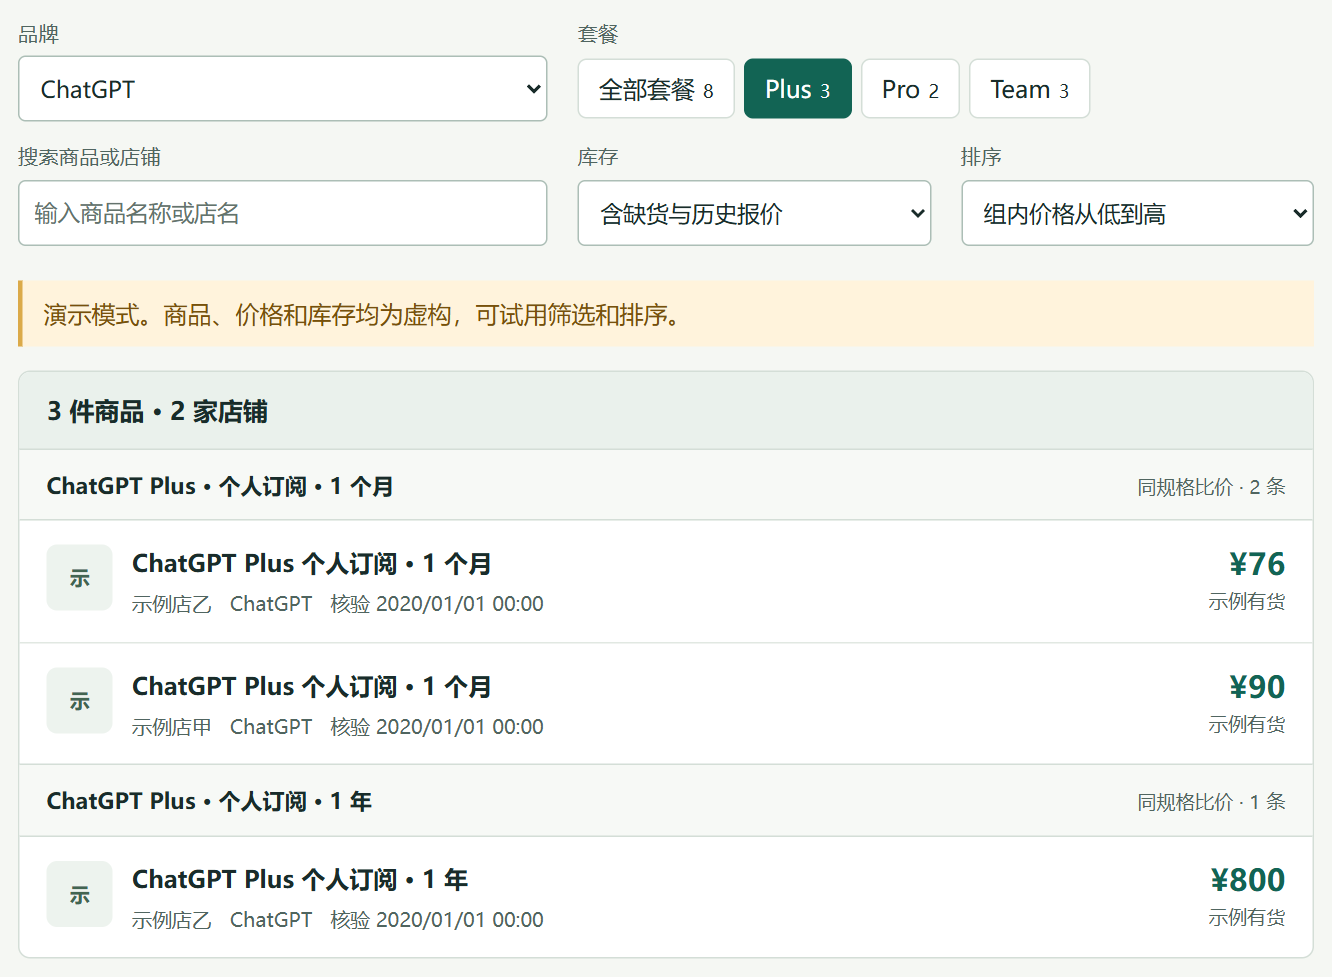 品牌
ChatGPT
套餐
全部套餐 8
Plus 3
Pro 2
Team 3
搜索商品或店铺
输入商品名称或店名
库存
含缺货与历史报价
排序
组内价格从低到高
演示模式。商品、价格和库存均为虚构，可试用筛选和排序。
3 件商品 • 2 家店铺
ChatGPT Plus • 个人订阅 • 1 个月
同规格比价 · 2 条
示
ChatGPT Plus 个人订阅 • 1 个月
示例店乙 ChatGPT 核验 2020/01/01 00:00
¥76
示例有货
示
ChatGPT Plus 个人订阅 • 1 个月
示例店甲 ChatGPT 核验 2020/01/01 00:00
¥90
示例有货
ChatGPT Plus • 个人订阅 • 1 年
同规格比价 · 1 条
示
ChatGPT Plus 个人订阅 • 1 年
示例店乙 ChatGPT 核验 2020/01/01 00:00
¥800
示例有货